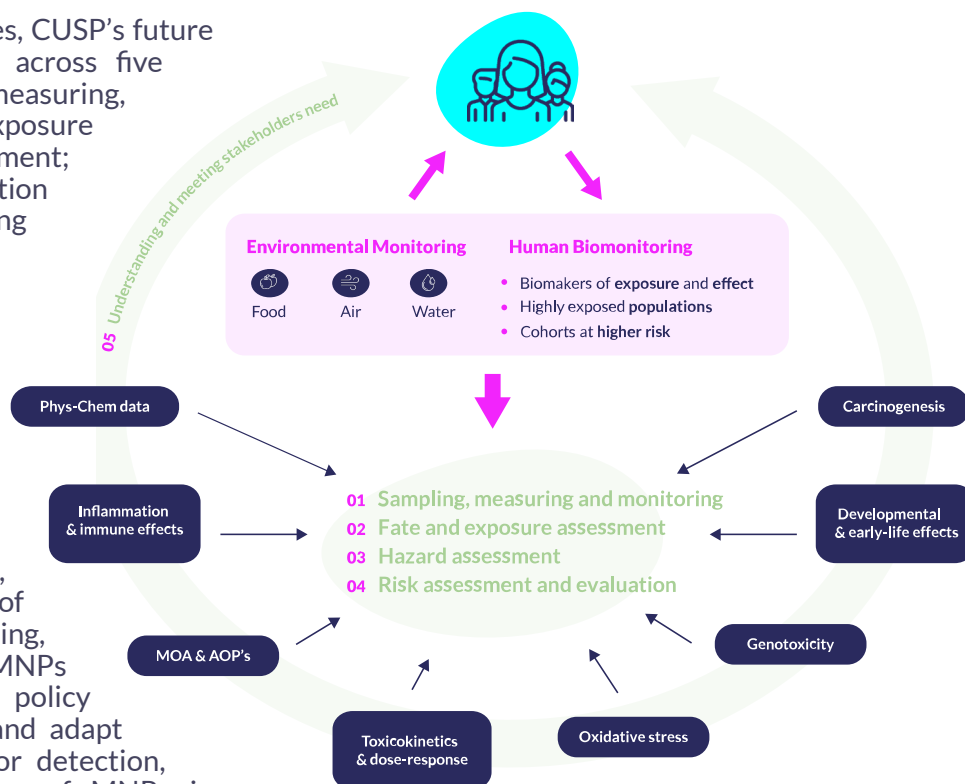 es, CUSP’s future
across five
measuring,
xposure
ment;
tion
ng
05 Understanding and meeting stakeholders need
Environmental Monitoring
Food
Air
Water
Human Biomonitoring
• Biomakers of exposure and effect
• Highly exposed populations
• Cohorts at higher risk
Phys-Chem data
Carcinogenesis
Inflammation
& immune effects
Developmental
& early-life effects
01 Sampling, measuring and monitoring
02 Fate and exposure assessment
03 Hazard assessment
04 Risk assessment and evaluation
MOA & AOP's
Genotoxicity
Toxicokinetics
& dose-response
Oxidative stress
of
ing,
MNPs
policy
and adapt
or detection,